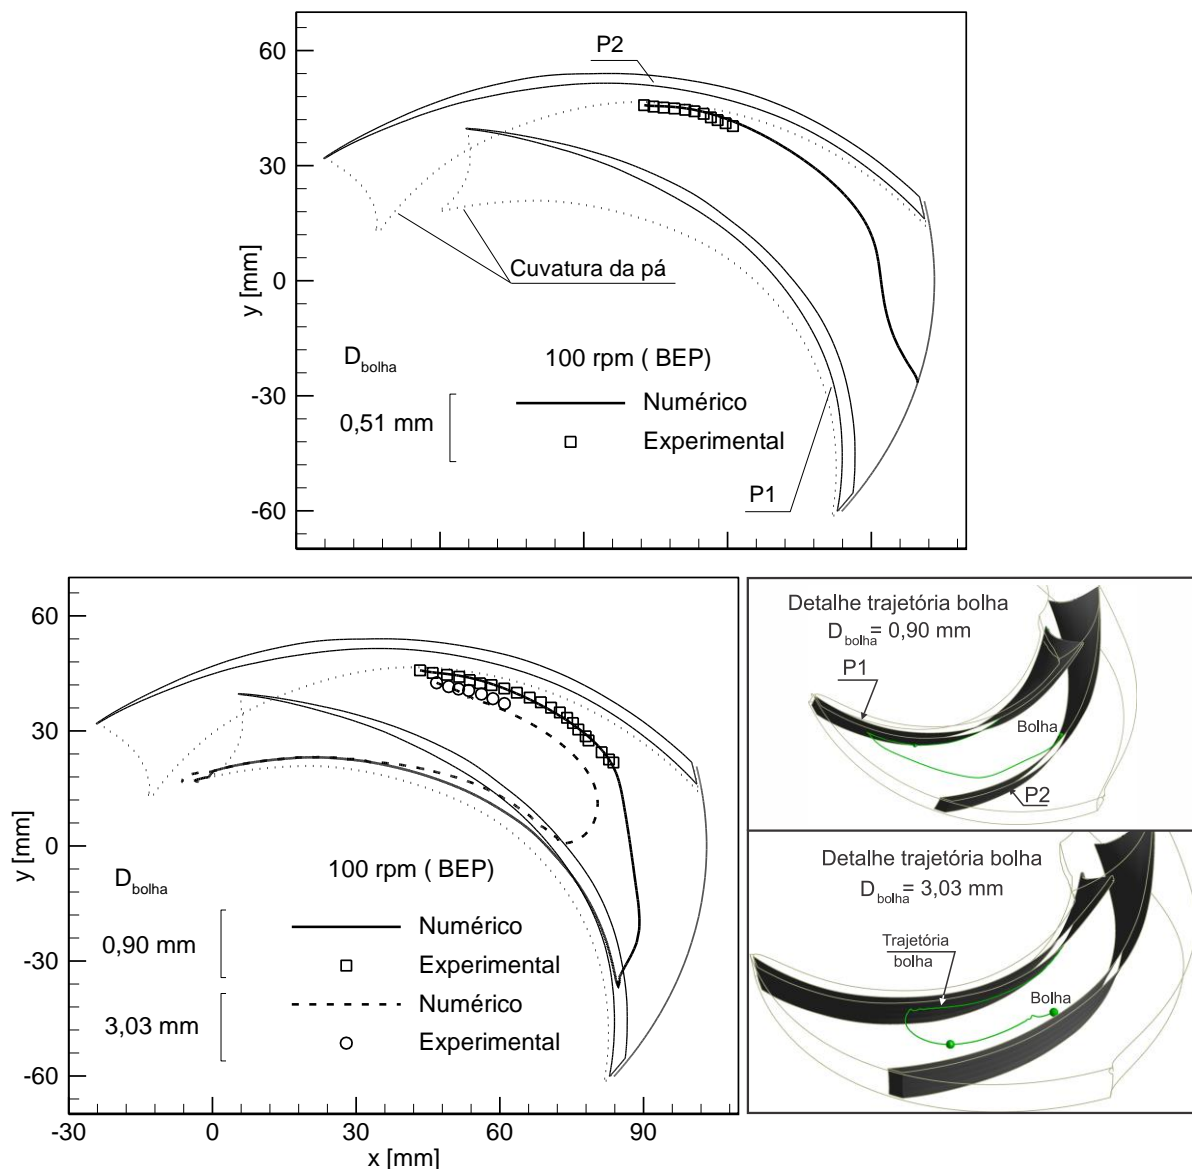 60
P2
30
Cuvatura da pá
0
y [mm]
D_bolha
100 rpm ( BEP)
0,51 mm
Numérico
Experimental
-30
P1
-60
60
30
0
y [mm]
D_bolha
100 rpm ( BEP)
0,90 mm
Numérico
Experimental
3,03 mm
Numérico
Experimental
-30
-60
-30 0 30 60 90
x [mm]
Detalhe trajetória bolha
D_bolha= 0,90 mm
P1
Bolha
P2
Detalhe trajetória bolha
D_bolha= 3,03 mm
Trajetória
bolha
Bolha